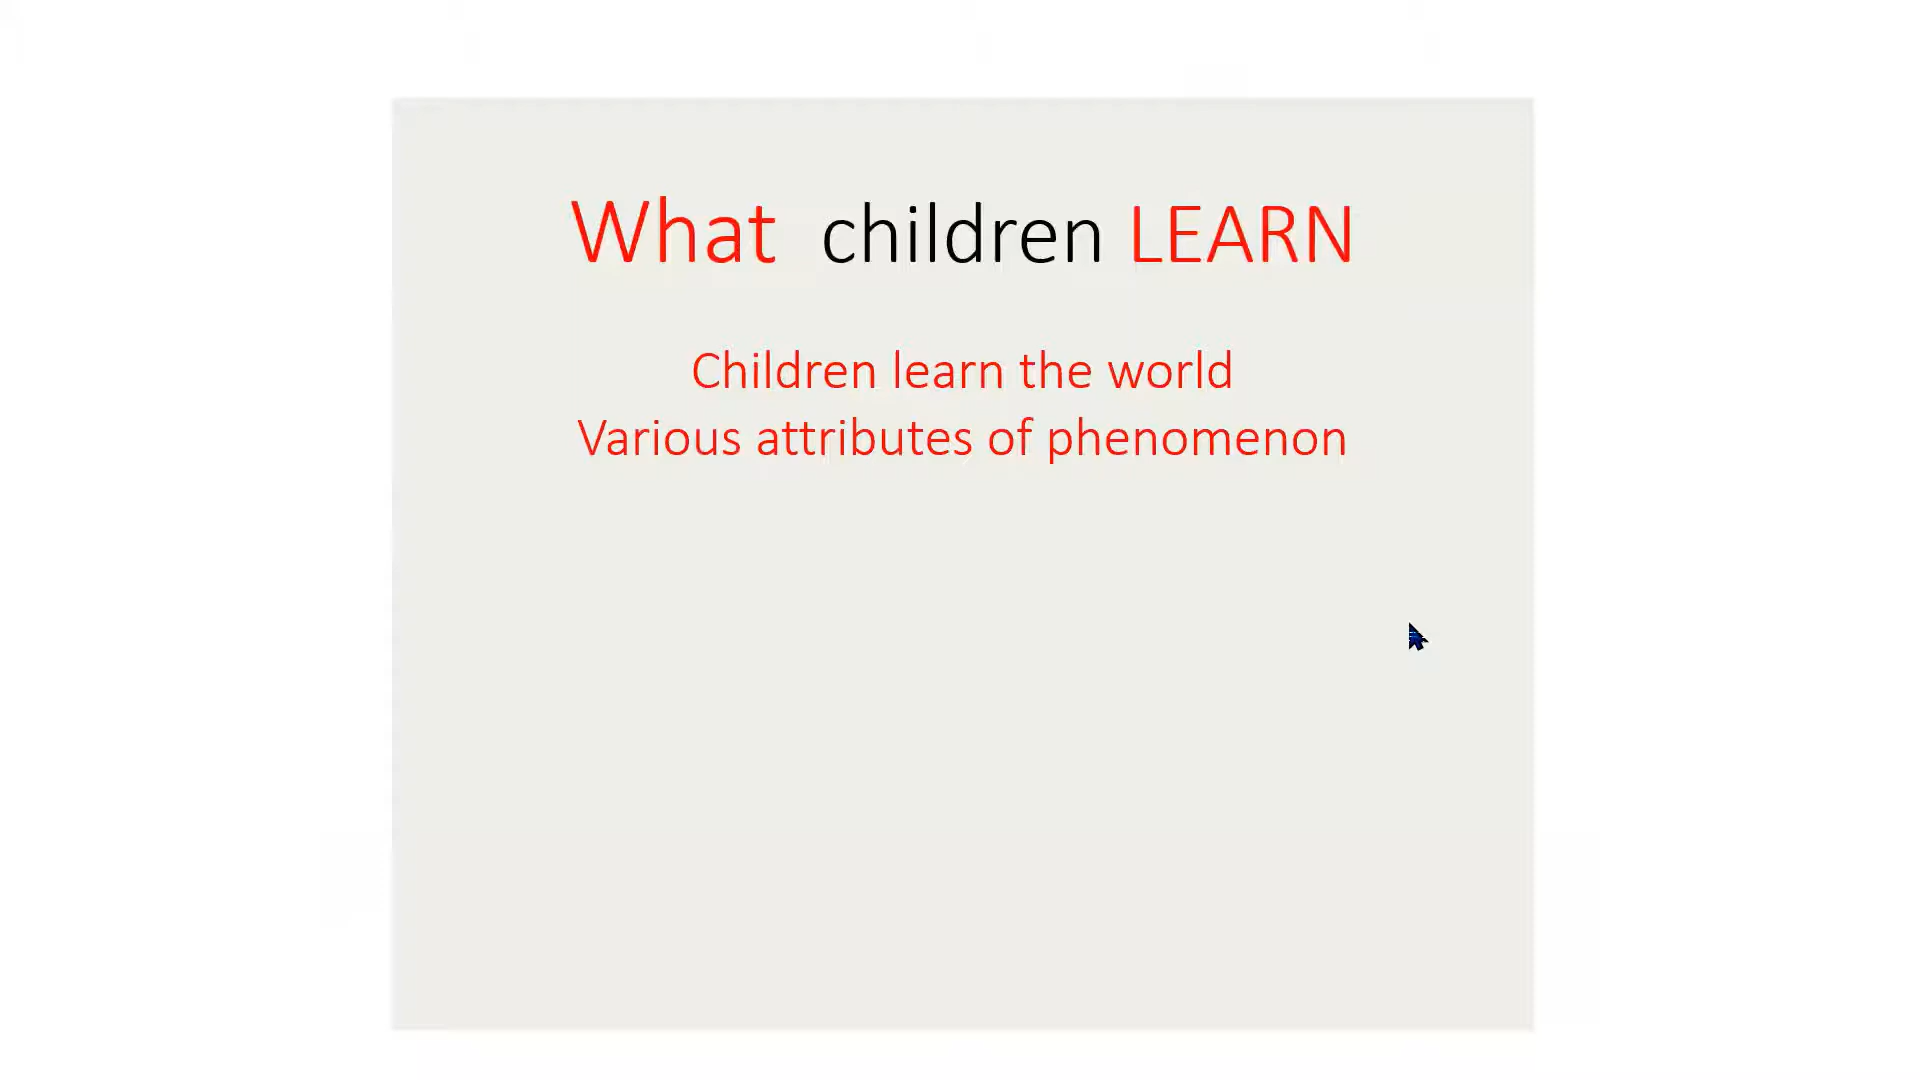 What children LEARN
Children learn the world
Various attributes of phenomenon